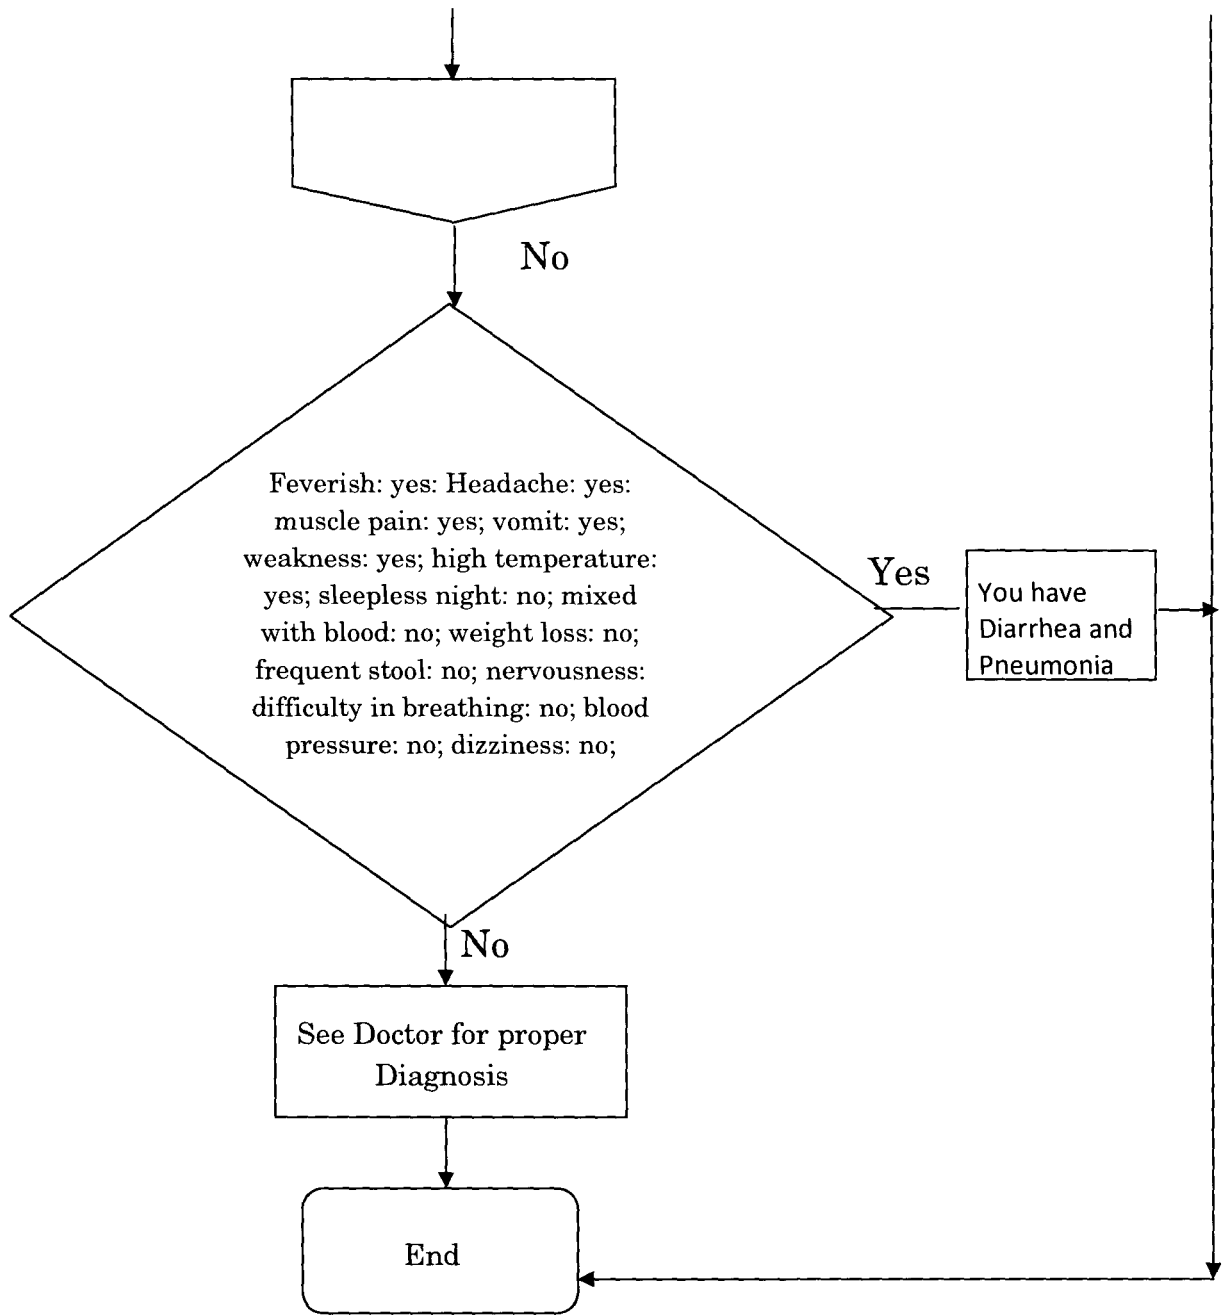 No
Feverish: yes: Headache: yes:
muscle pain: yes; vomit: yes;
weakness: yes; high temperature:
yes; sleepless night: no; mixed
with blood: no; weight loss: no;
frequent stool: no; nervousness:
difficulty in breathing: no; blood
pressure: no; dizziness: no;
Yes
You have
Diarrhea and
Pneumonia
No
See Doctor for proper
Diagnosis
End